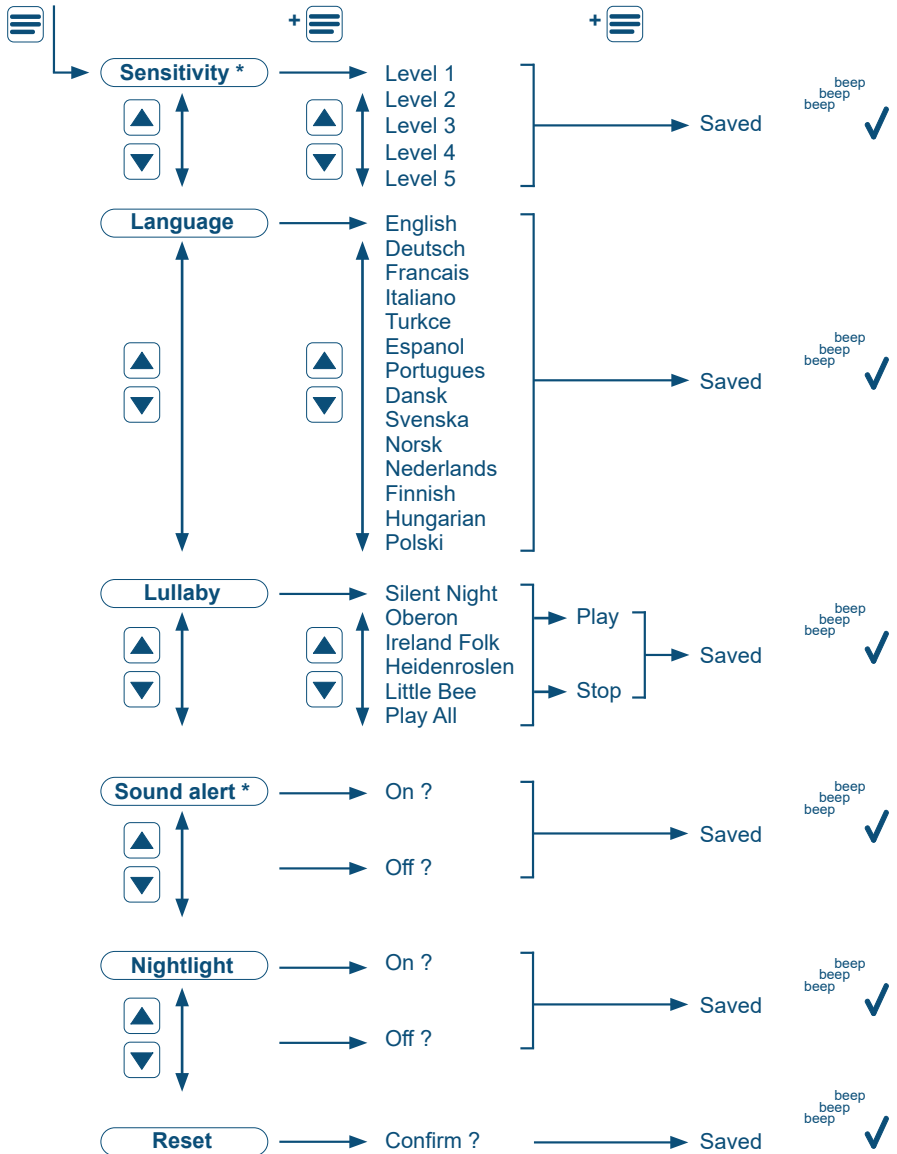 +
+
Sensitivity *
Level 1
Level 2
Level 3
Level 4
Level 5
Saved
beep
beep
beep
Language
English
Deutsch
Francais
Italiano
Turkce
Espanol
Portugues
Dansk
Svenska
Norsk
Nederlands
Finnish
Hungarian
Polski
Saved
beep
beep
beep
Lullaby
Silent Night
Oberon
Ireland Folk
Heidenroslen
Little Bee
Play All
Play
Stop
Saved
beep
beep
beep
Sound alert *
On ?
Off ?
Saved
beep
beep
beep
Nightlight
On ?
Off ?
Saved
beep
beep
beep
Reset
Confirm ?
Saved
beep
beep
beep